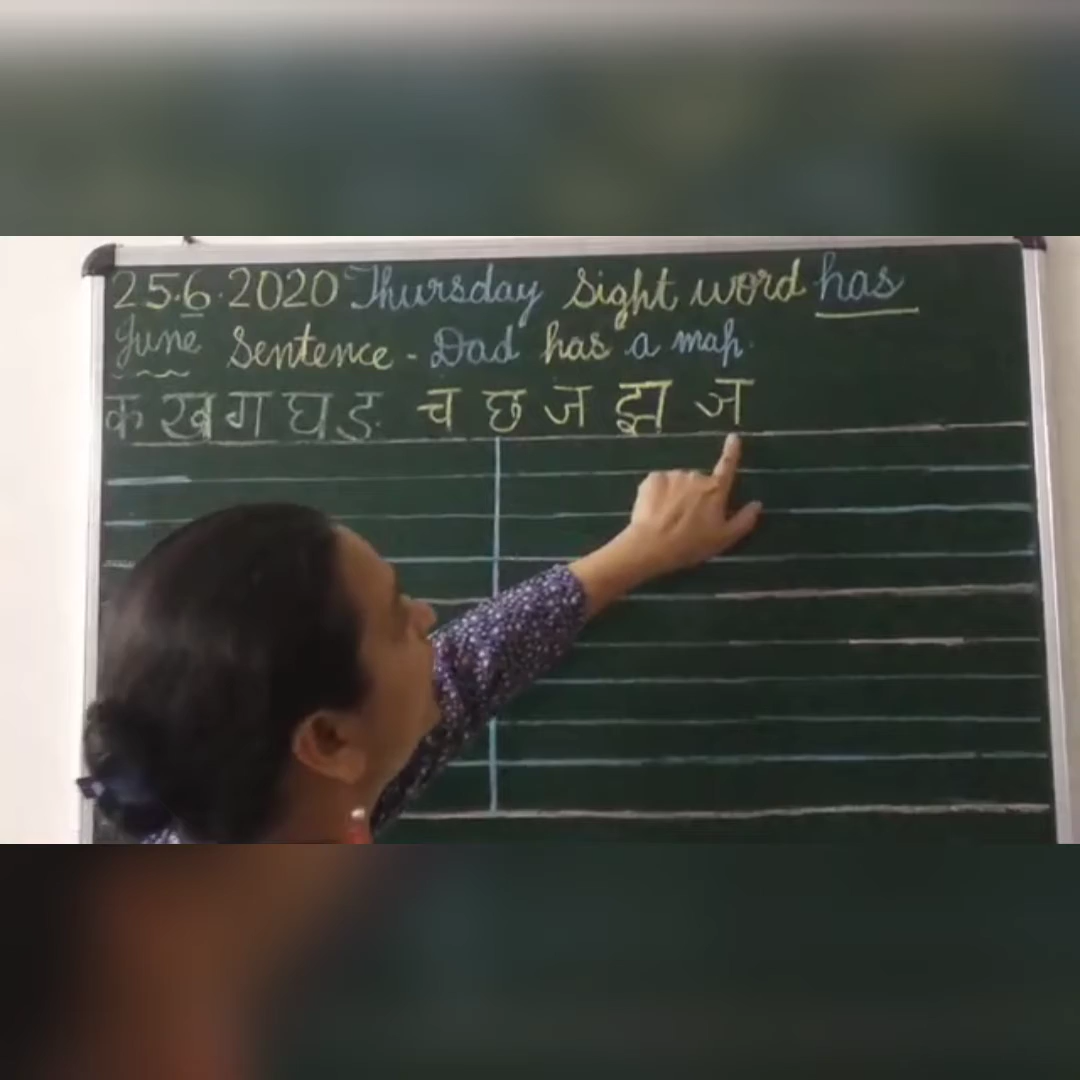 25.6.2020 Thursday Sight word has
June Sentence - Dad has a map.
क ख ग घ ङ च छ ज झ ञ